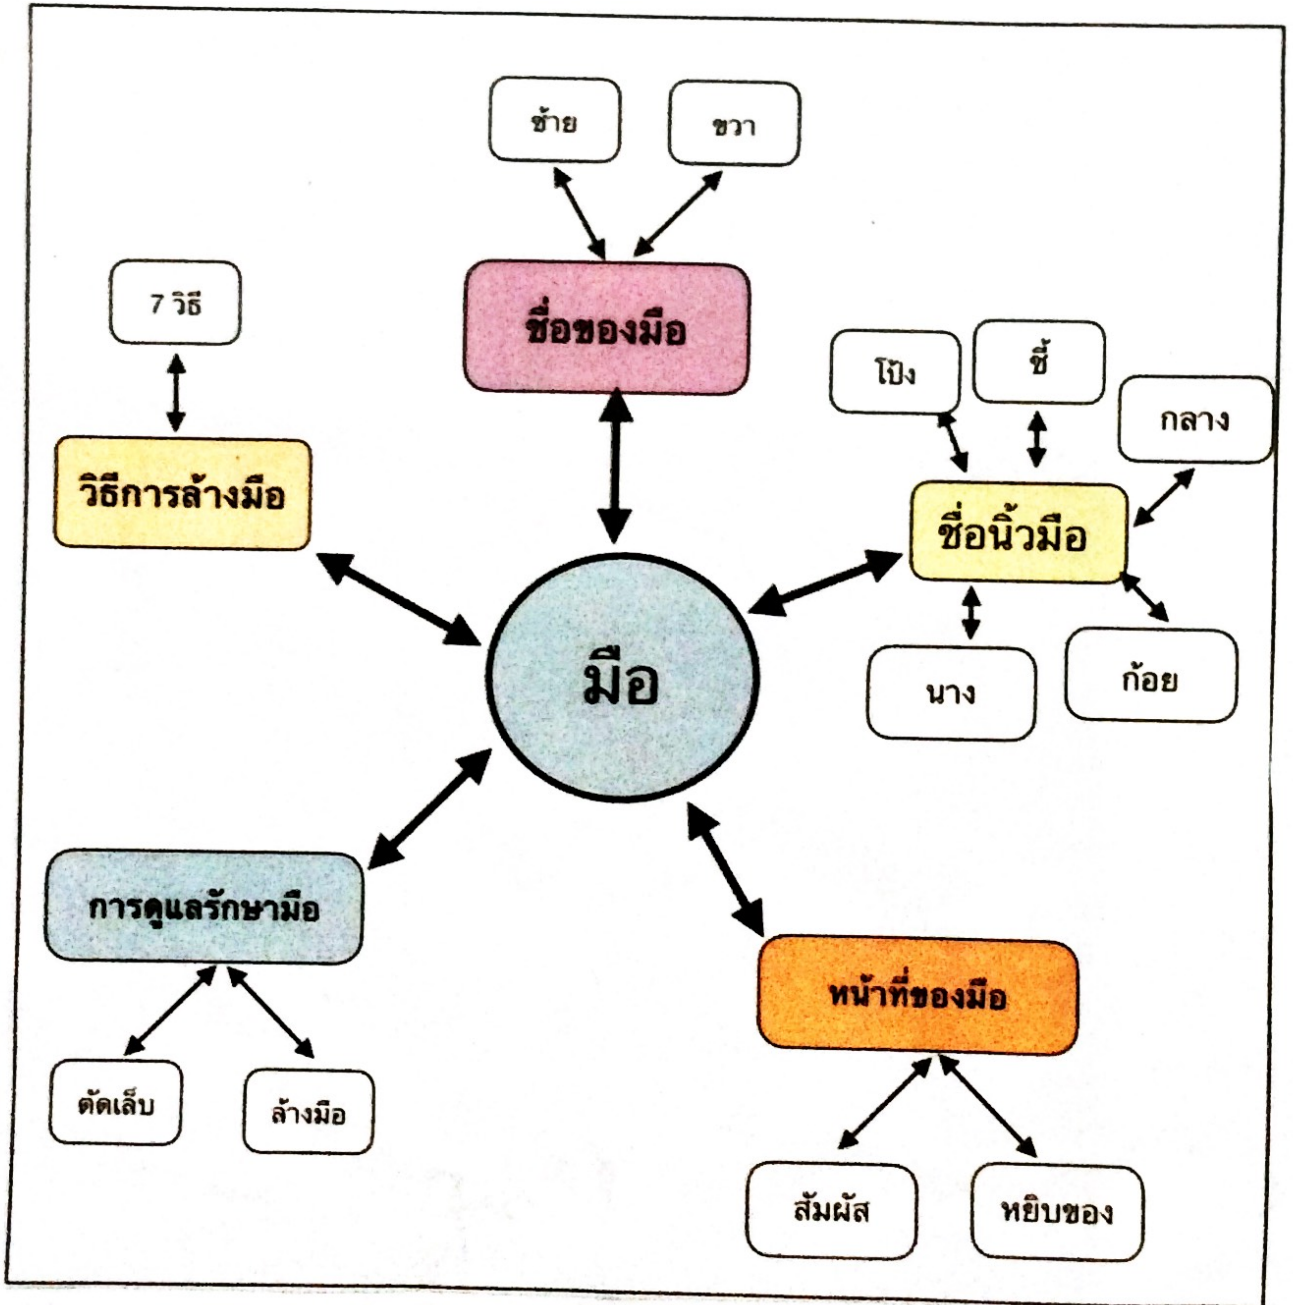 ซ้าย
ขวา
ชื่อของมือ
7 วิธี
วิธีการล้างมือ
โป้ง
ชี้
กลาง
ชื่อนิ้วมือ
นาง
ก้อย
มือ
การดูแลรักษามือ
ตัดเล็บ
ล้างมือ
หน้าที่ของมือ
สัมผัส
หยิบของ